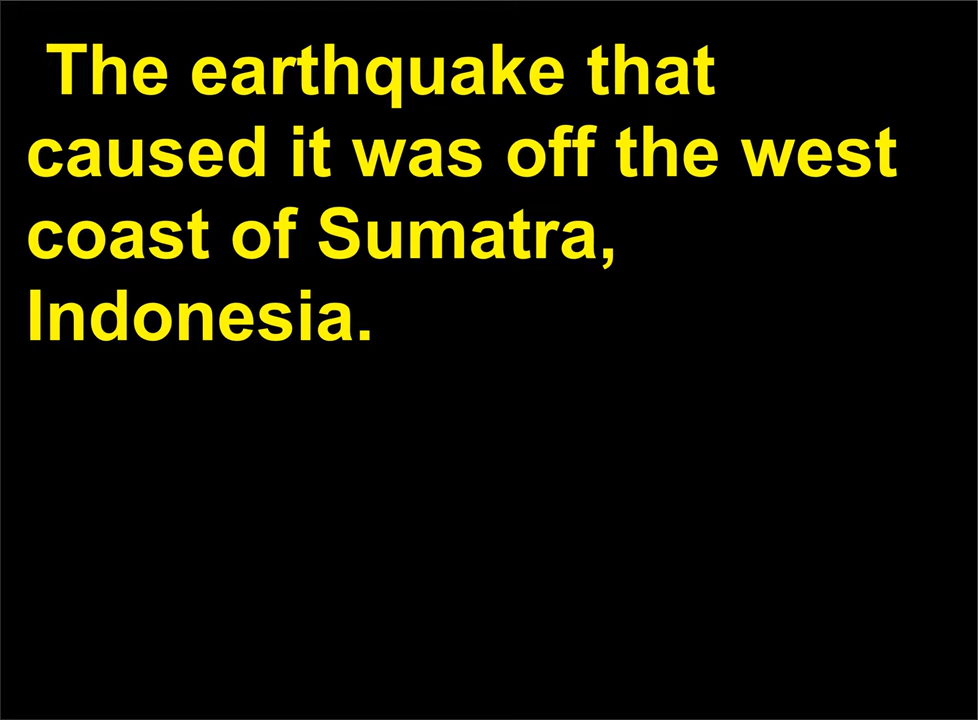 The earthquake that
caused it was off the west
coast of Sumatra,
Indonesia.